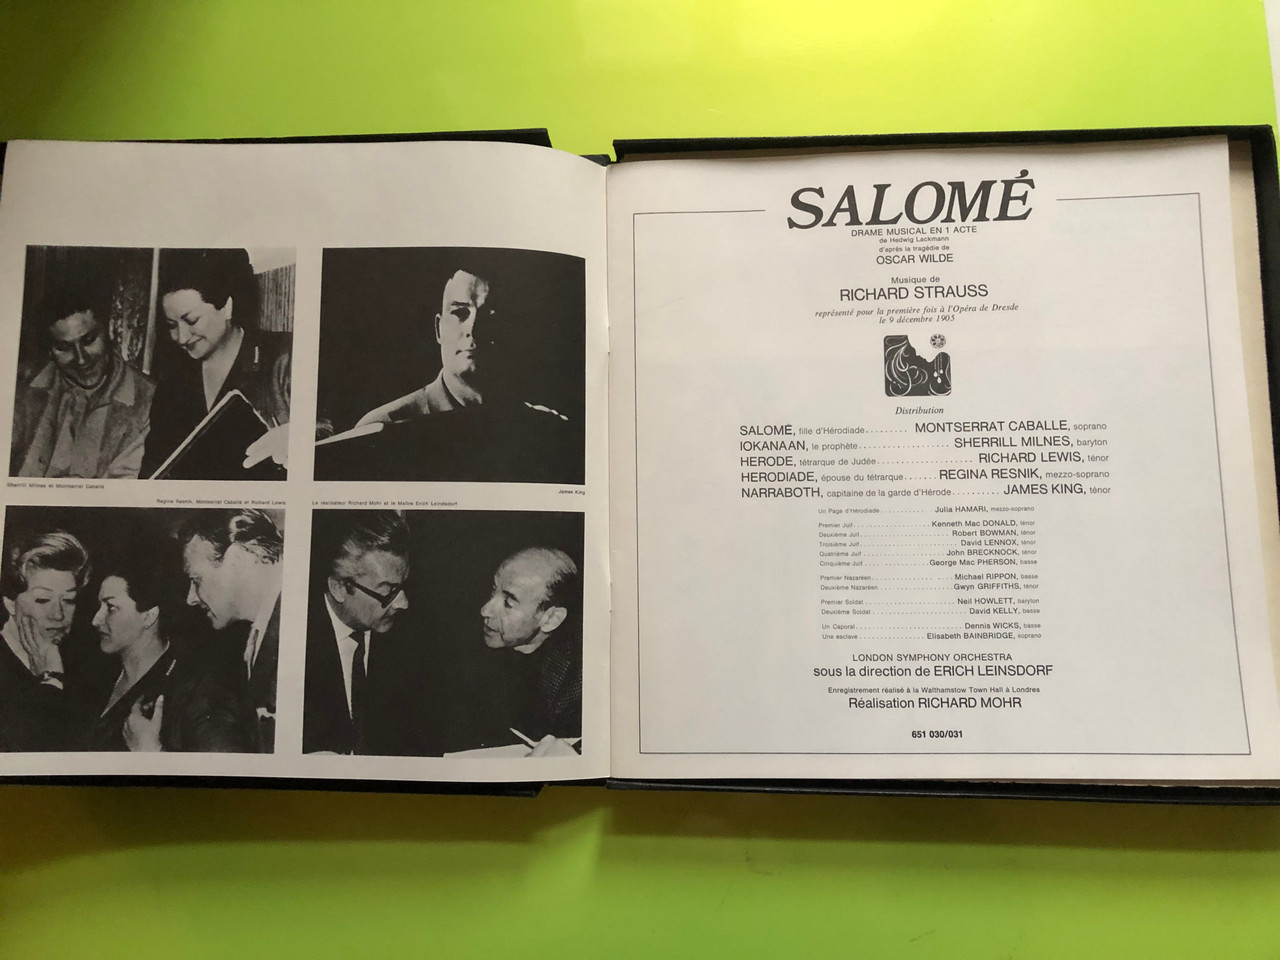 Sherrill Milnes et Montserrat Caballé
James King
Regina Resnik, Montserrat Caballé et Richard Lewis
Le réalisateur Richard Mohr et le Maître Erich Leinsdorf
SALOMÉ
DRAME MUSICAL EN 1 ACTE
de Hedwig Lackmann
d'après la tragédie de
OSCAR WILDE
Musique de
RICHARD STRAUSS
représenté pour la première fois à l'Opéra de Dresde
le 9 décembre 1905
Distribution
SALOMÉ, fille d'Hérodiade........ MONTSERRAT CABALLE, soprano
IOKANAAN, le prophète.................. SHERRILL MILNES, baryton
HERODE, tétrarque de Judée................... RICHARD LEWIS, ténor
HERODIADE, épouse du tétrarque....... REGINA RESNIK, mezzo-soprano
NARRABOTH, capitaine de la garde d'Hérode.......... JAMES KING, ténor
Un Page d'Hérodiade............... Julia HAMARI, mezzo-soprano
Premier Juif................... Kenneth Mac DONALD, ténor
Deuxième Juif................... Robert BOWMAN, ténor
Troisième Juif................... David LENNOX, ténor
Quatrième Juif................... John BRECKNOCK, ténor
Cinquième Juif................... George Mac PHERSON, basse
Premier Nazaréen................... Michael RIPPON, basse
Deuxième Nazaréen................... Gwyn GRIFFITHS, ténor
Premier Soldat................... Neil HOWLETT, baryton
Deuxième Soldat................... David KELLY, basse
Un Caporal................... Dennis WICKS, basse
Une esclave................... Elisabeth BAINBRIDGE, soprano
LONDON SYMPHONY ORCHESTRA
sous la direction de ERICH LEINSDORF
Enregistrement réalisé à la Walthamstow Town Hall à Londres
Réalisation RICHARD MOHR
651 030/031